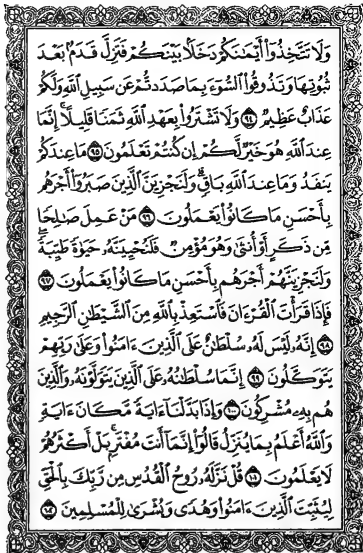 وَلَا تَتَّخِذُوٓا۟ أَيْمَـٰنَكُمْ دَخَلًۢا بَيْنَكُمْ فَتَزِلَّ قَدَمٌۢ بَعْدَ
ثُبُوتِهَا وَتَذُوقُوا۟ ٱلسُّوٓءَ بِمَا صَدَدتُّمْ عَن سَبِيلِ ٱللَّهِ وَلَكُمْ
عَذَابٌ عَظِيمٌ ۝٩٤ وَلَا تَشْتَرُوا۟ بِعَهْدِ ٱللَّهِ ثَمَنًا قَلِيلًا ۚ إِنَّمَا
عِندَ ٱللَّهِ هُوَ خَيْرٌ لَّكُمْ إِن كُنتُمْ تَعْلَمُونَ ۝٩٥ مَا عِندَكُمْ
يَنفَدُ وَمَا عِندَ ٱللَّهِ بَاقٍ ۗ وَلَنَجْزِيَنَّ ٱلَّذِينَ صَبَرُوٓا۟ أَجْرَهُم
بِأَحْسَنِ مَا كَانُوا۟ يَعْمَلُونَ ۝٩٦ مَنْ عَمِلَ صَـٰلِحًا
مِّن ذَكَرٍ أَوْ أُنثَىٰ وَهُوَ مُؤْمِنٌ فَلَنُحْيِيَنَّهُۥ حَيَوٰةً طَيِّبَةً ۖ
وَلَنَجْزِيَنَّهُمْ أَجْرَهُم بِأَحْسَنِ مَا كَانُوا۟ يَعْمَلُونَ ۝٩٧
فَإِذَا قَرَأْتَ ٱلْقُرْءَانَ فَٱسْتَعِذْ بِٱللَّهِ مِنَ ٱلشَّيْطَـٰنِ ٱلرَّجِيمِ
۝٩٨ إِنَّهُۥ لَيْسَ لَهُۥ سُلْطَـٰنٌ عَلَى ٱلَّذِينَ ءَامَنُوا۟ وَعَلَىٰ رَبِّهِمْ
يَتَوَكَّلُونَ ۝٩٩ إِنَّمَا سُلْطَـٰنُهُۥ عَلَى ٱلَّذِينَ يَتَوَلَّوْنَهُۥ وَٱلَّذِينَ
هُم بِهِۦ مُشْرِكُونَ ۝١٠٠ وَإِذَا بَدَّلْنَآ ءَايَةً مَّكَانَ ءَايَةٍ ۙ
وَٱللَّهُ أَعْلَمُ بِمَا يُنَزِّلُ قَالُوٓا۟ إِنَّمَآ أَنتَ مُفْتَرٍۭ ۚ بَلْ أَكْثَرُهُمْ
لَا يَعْلَمُونَ ۝١٠١ قُلْ نَزَّلَهُۥ رُوحُ ٱلْقُدُسِ مِن رَّبِّكَ بِٱلْحَقِّ
لِيُثَبِّتَ ٱلَّذِينَ ءَامَنُوا۟ وَهُدًى وَبُشْرَىٰ لِلْمُسْلِمِينَ ۝١٠٢